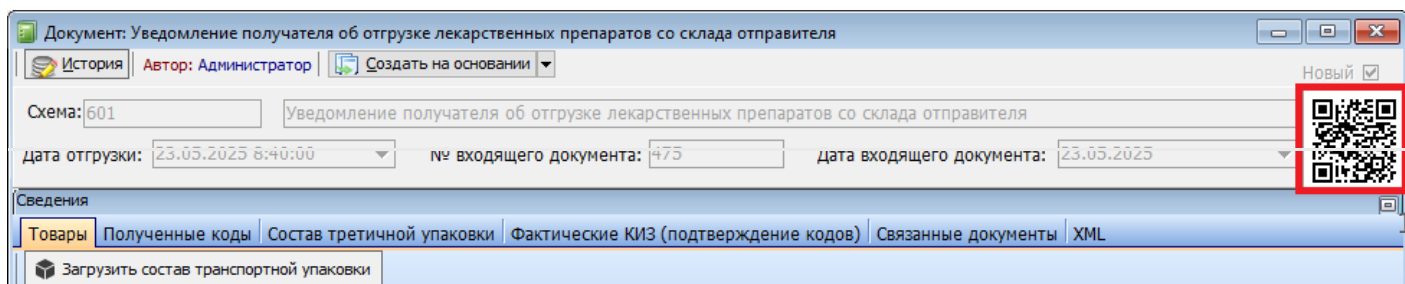 Документ: Уведомление получателя об отгрузке лекарственных препаратов со склада отправителя
История Автор: Администратор Создать на основании
Новый
Схема: 601 Уведомление получателя об отгрузке лекарственных препаратов со склада отправителя
Дата отгрузки: 23.05.2025 8:40:00 № входящего документа: 475 Дата входящего документа: 23.05.2025
Сведения
Товары Полученные коды Состав третичной упаковки Фактические КИЗ (подтверждение кодов) Связанные документы XML
Загрузить состав транспортной упаковки